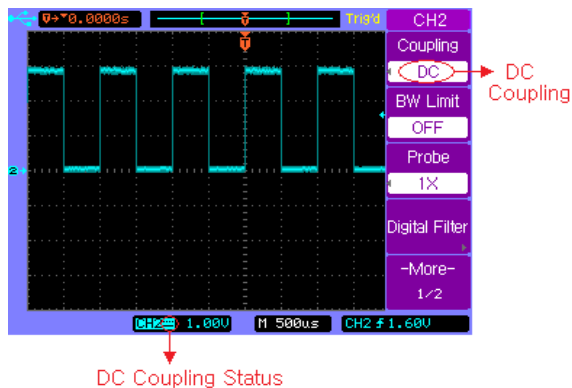 0.0000s
T
Trig'd
CH2
T
Coupling
DC
DC
Coupling
BW Limit
OFF
Probe
1X
2
Digital Filter
-More-
1/2
CH2 1.00V
M 500us
CH2 1.60V
DC Coupling Status